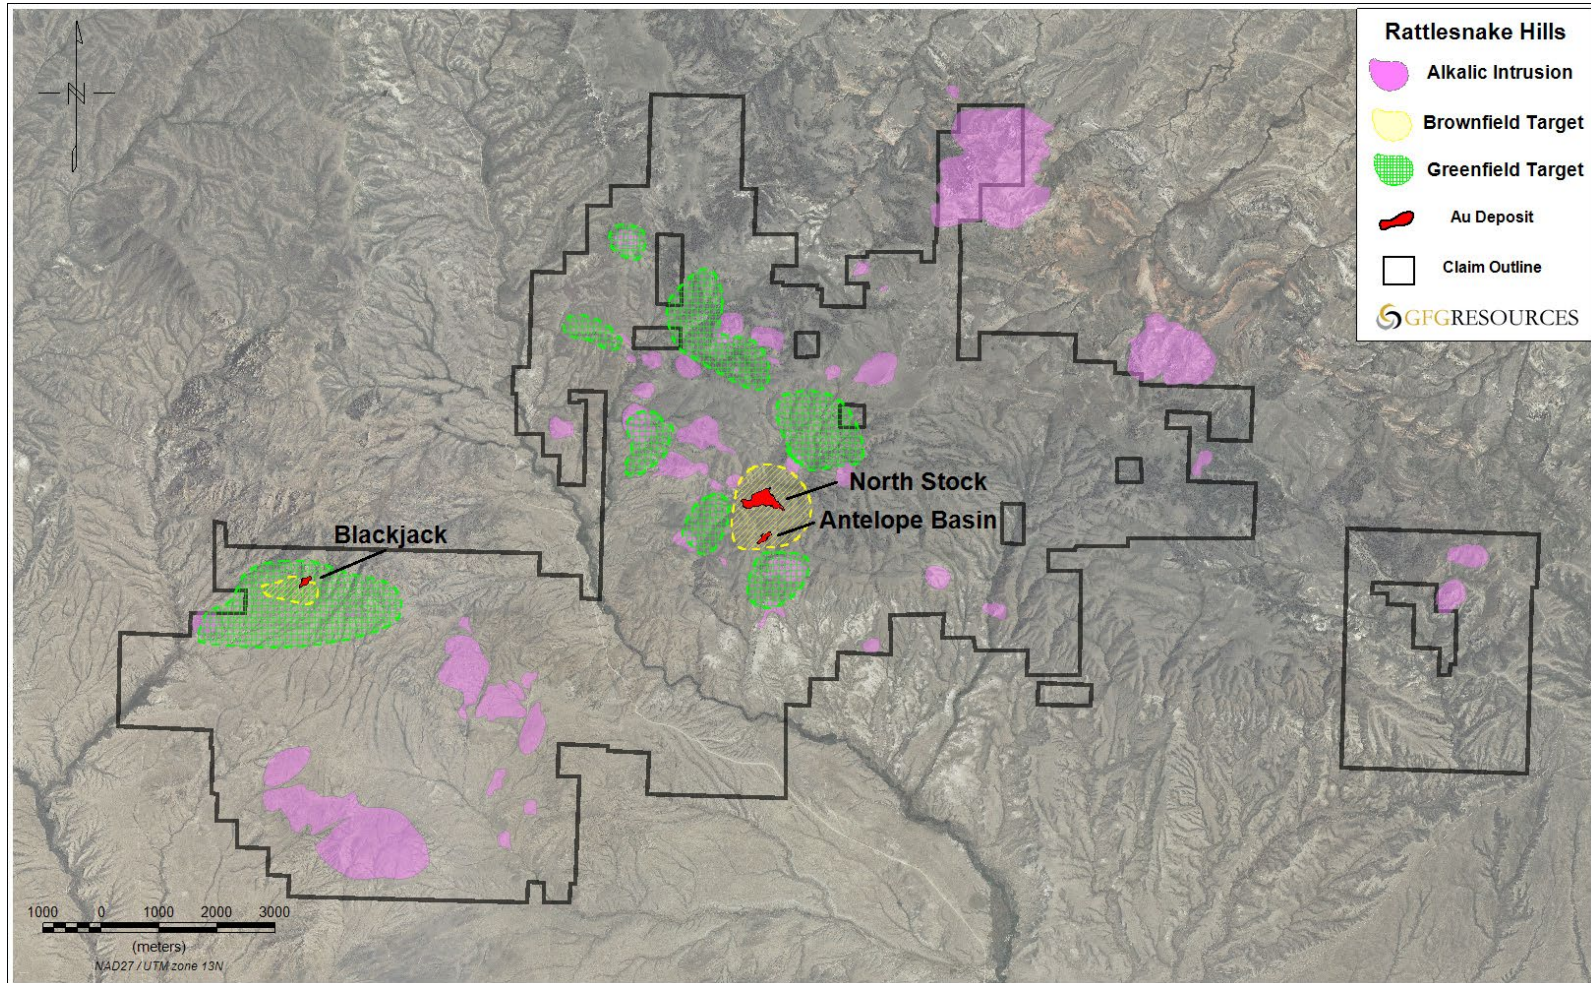 N
Rattlesnake Hills
Alkalic Intrusion
Brownfield Target
Greenfield Target
Au Deposit
Claim Outline
GFGRESOURCES
North Stock
Antelope Basin
Blackjack
1000 0 1000 2000 3000
(meters)
NAD27 / UTM zone 13N